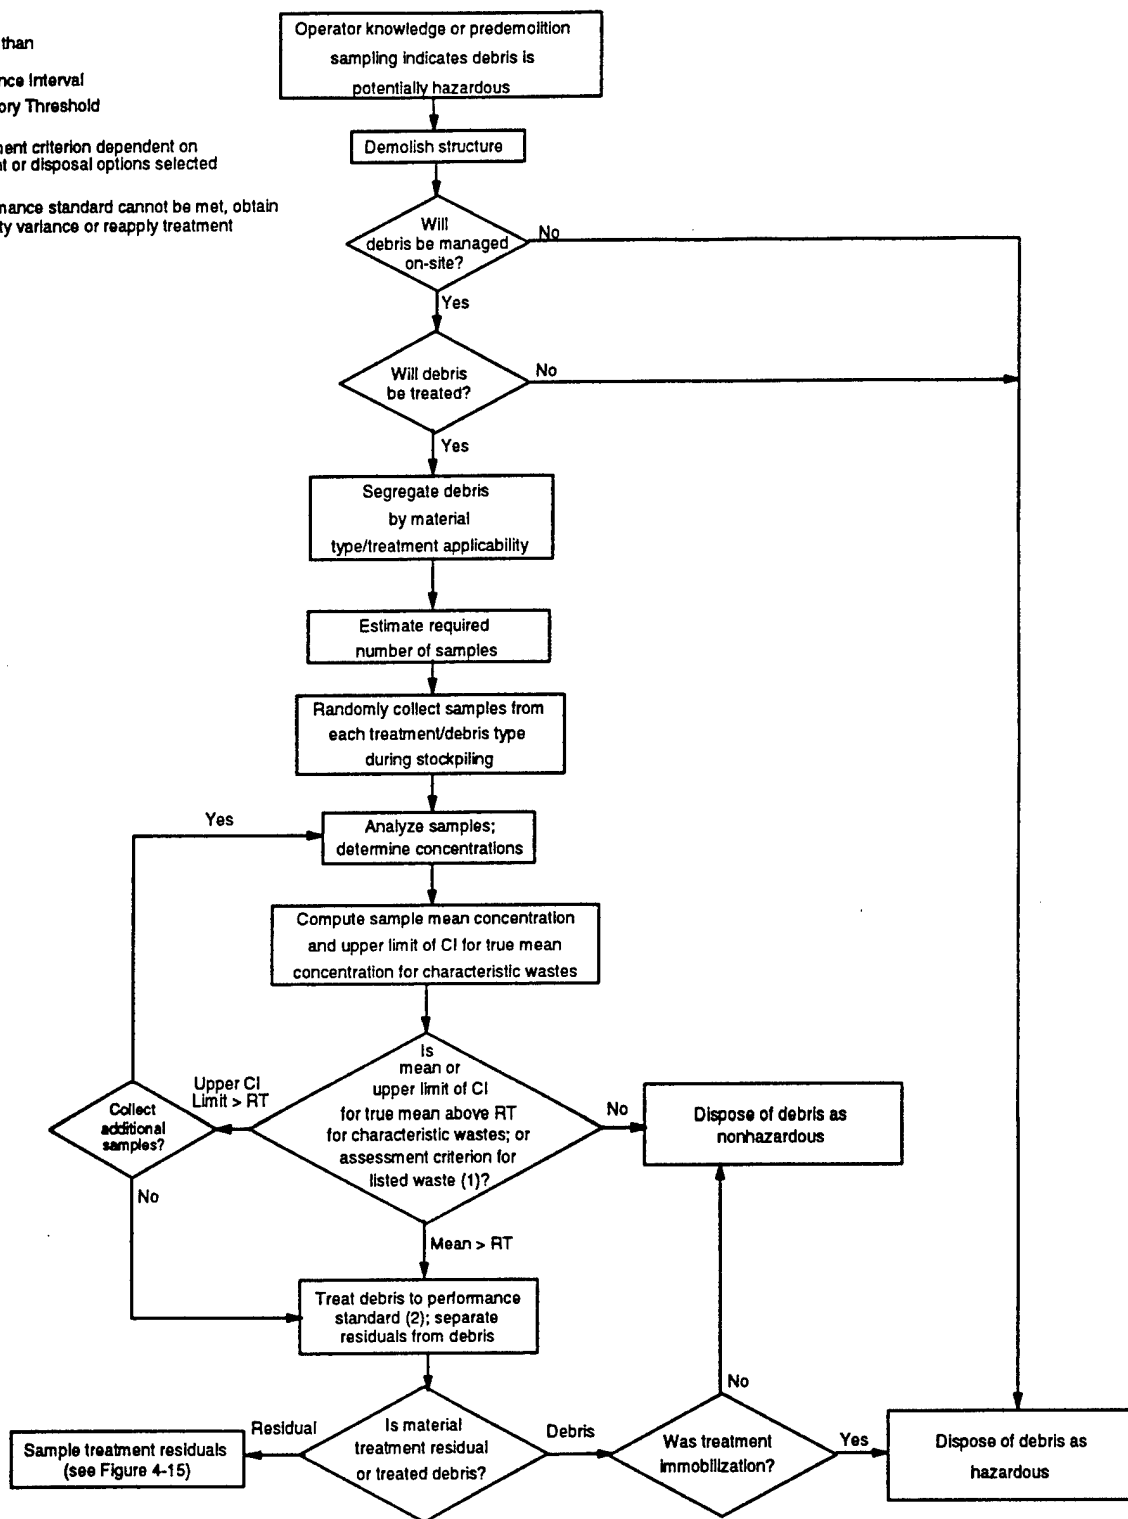 than
nce Interval
ory Threshold
ent criterion dependent on
t or disposal options selected
mance standard cannot be met, obtain
ty variance or reapply treatment
Operator knowledge or predemolition
sampling indicates debris is
potentially hazardous
Demolish structure
Will
debris be managed
on-site?
No
Yes
Will debris
be treated?
No
Yes
Segregate debris
by material
type/treatment applicability
Estimate required
number of samples
Randomly collect samples from
each treatment/debris type
during stockpiling
Yes
Analyze samples;
determine concentrations
Compute sample mean concentration
and upper limit of CI for true mean
concentration for characteristic wastes
Is
mean or
upper limit of CI
for true mean above RT
for characteristic wastes; or
assessment criterion for
listed waste (1)?
Upper CI
Limit > RT
Collect
additional
samples?
No
No
Dispose of debris as
nonhazardous
Mean > RT
Treat debris to performance
standard (2); separate
residuals from debris
Is material
treatment residual
or treated debris?
Residual
Sample treatment residuals
(see Figure 4-15)
Debris
Was treatment
immobilization?
No
Yes
Dispose of debris as
hazardous